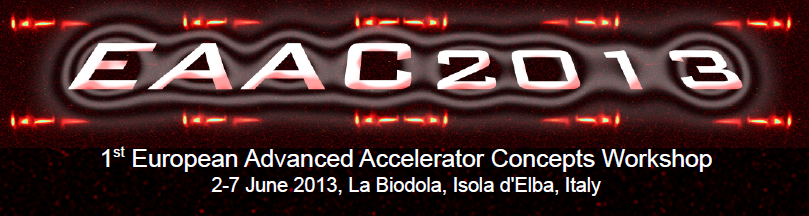 EAAC2013
1st European Advanced Accelerator Concepts Workshop
2-7 June 2013, La Biodola, Isola d'Elba, Italy